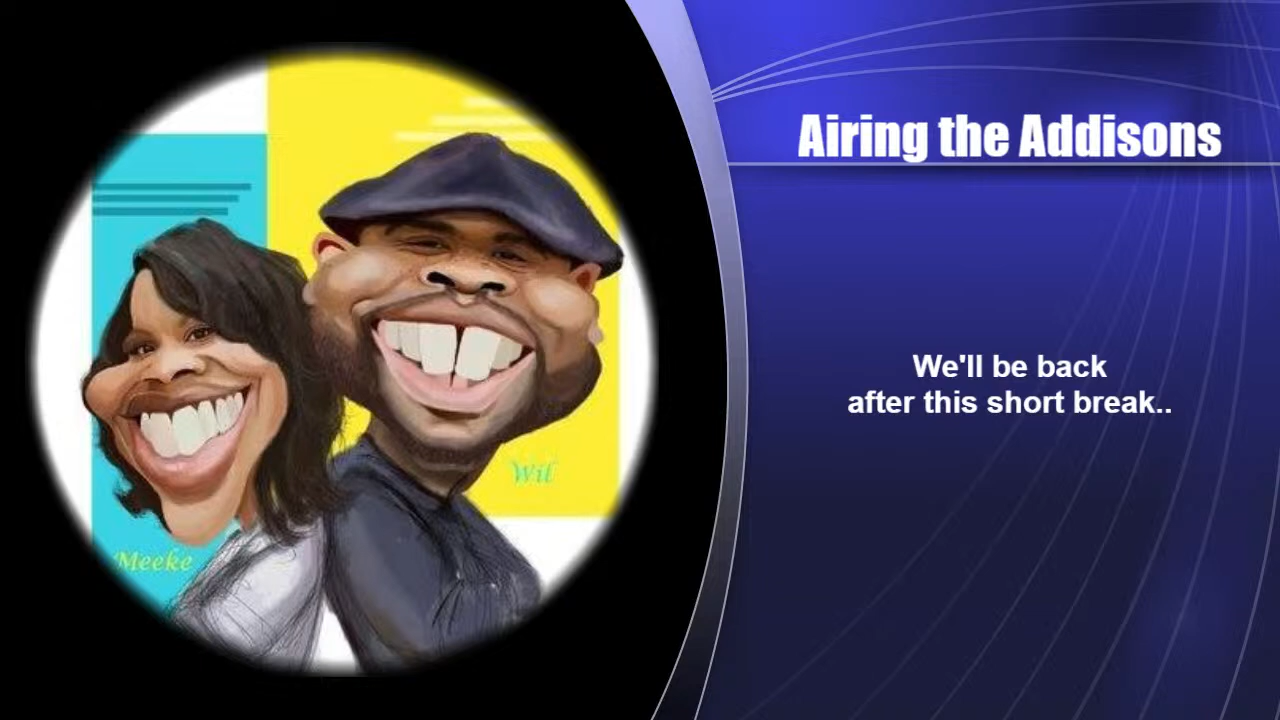 Airing the Addisons
We'll be back
after this short break..
Wil
Meeke